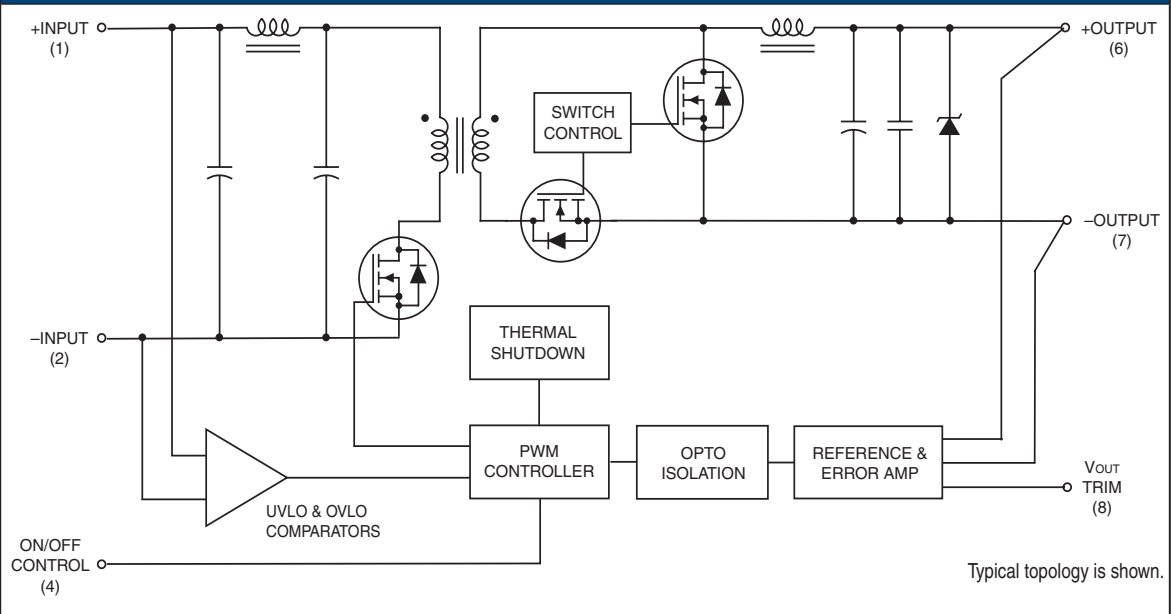 +INPUT
(1)
+OUTPUT
(6)
SWITCH
CONTROL
–OUTPUT
(7)
–INPUT
(2)
THERMAL
SHUTDOWN
PWM
CONTROLLER
OPTO
ISOLATION
REFERENCE &
ERROR AMP
VOUT
TRIM
(8)
UVLO & OVLO
COMPARATORS
ON/OFF
CONTROL
(4)
Typical topology is shown.